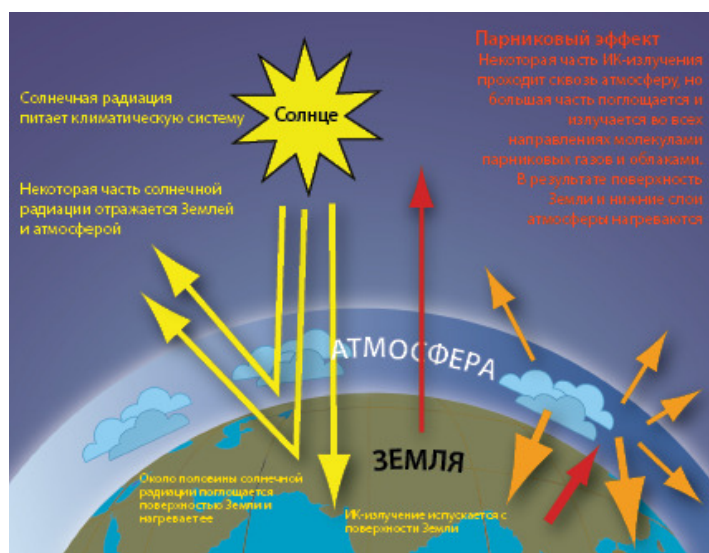 Парниковый эффект
Некоторая часть ИК-излучения
проходит сквозь атмосферу, но
большая часть поглощается и
излучается во всех
направлениях молекулами
парниковых газов и облаками.
В результате поверхность
Земли и нижние слои
атмосферы нагреваются
Солнечная радиация
питает климатическую систему
Солнце
Некоторая часть солнечной
радиации отражается Землей
и атмосферой
АТМОСФЕРА
ЗЕМЛЯ
Около половины солнечной
радиации поглощается
поверхностью Земли и
нагревает ее
ИК-излучение испускается с
поверхности Земли